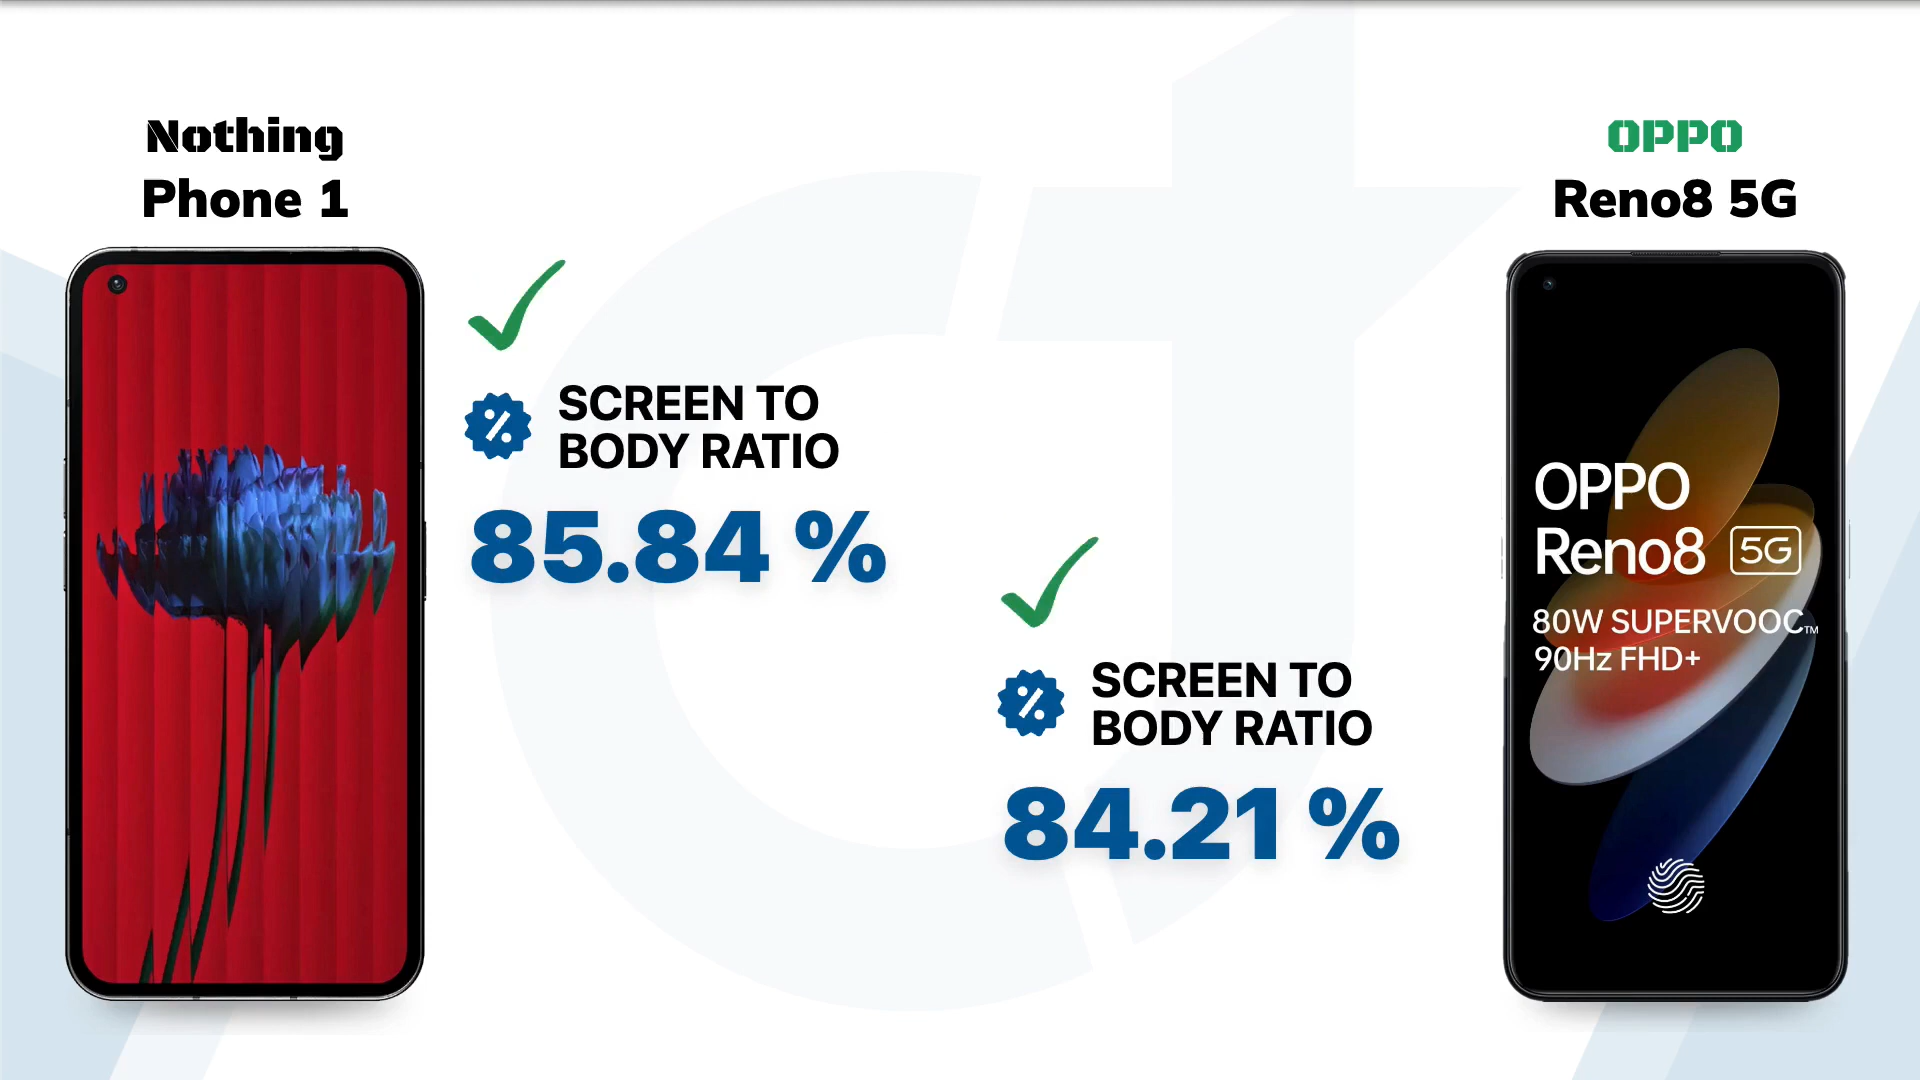 Nothing
Phone 1
SCREEN TO
BODY RATIO
85.84 %
SCREEN TO
BODY RATIO
84.21 %
OPPO
Reno8 5G
OPPO
Reno8 5G
80W SUPERVOOC™
90Hz FHD+